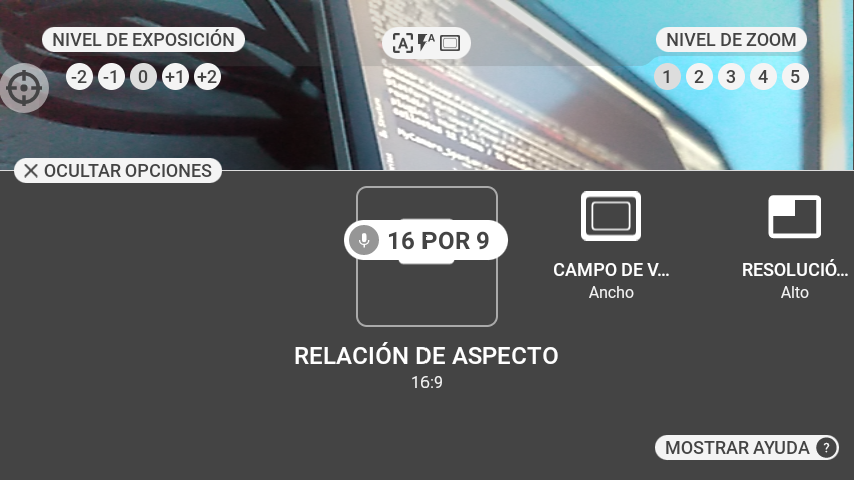 NIVEL DE EXPOSICIÓN
-2 -1 0 +1 +2
A
A
NIVEL DE ZOOM
1 2 3 4 5
OCULTAR OPCIONES
16 POR 9
RELACIÓN DE ASPECTO
16:9
CAMPO DE V...
Ancho
RESOLUCIÓ...
Alto
MOSTRAR AYUDA ?